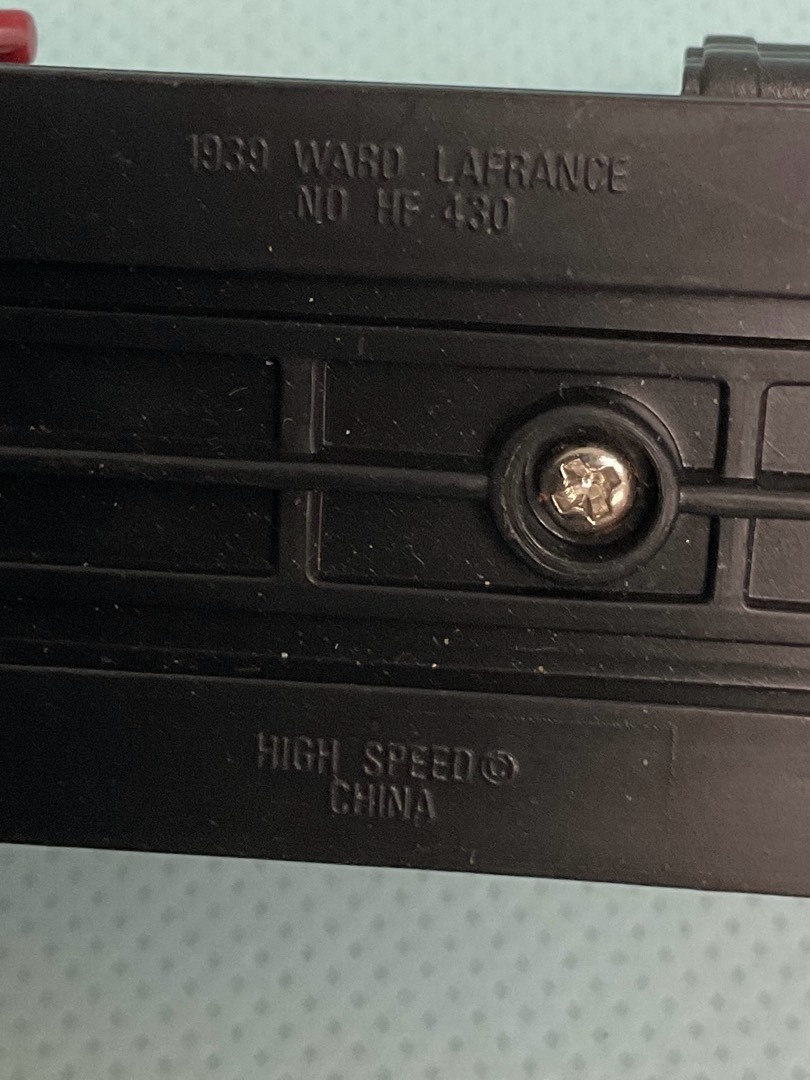 1939 WARD LAFRANCE
NO HF 430
HIGH SPEED©
CHINA